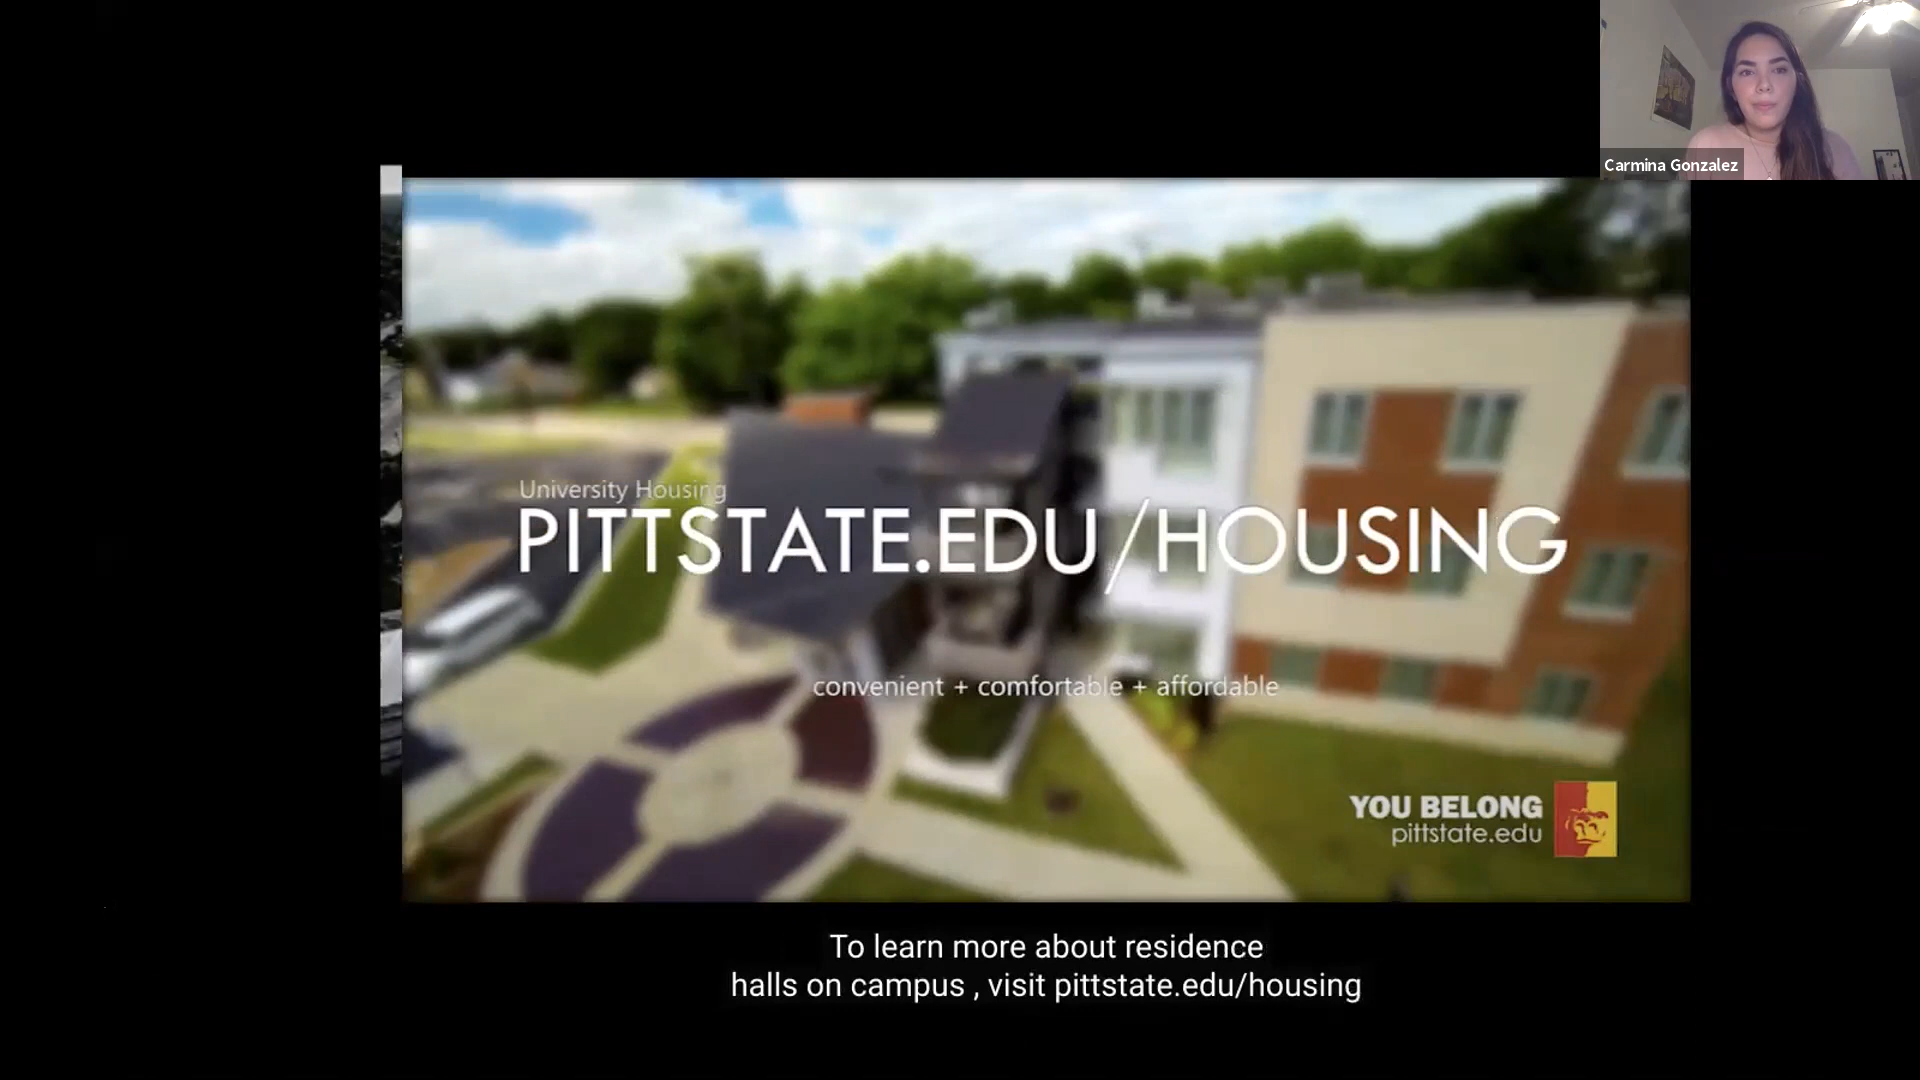 Carmina Gonzalez
University Housing
PITTSTATE.EDU/HOUSING
convenient + comfortable + affordable
YOU BELONG
pittstate.edu
To learn more about residence
halls on campus , visit pittstate.edu/housing